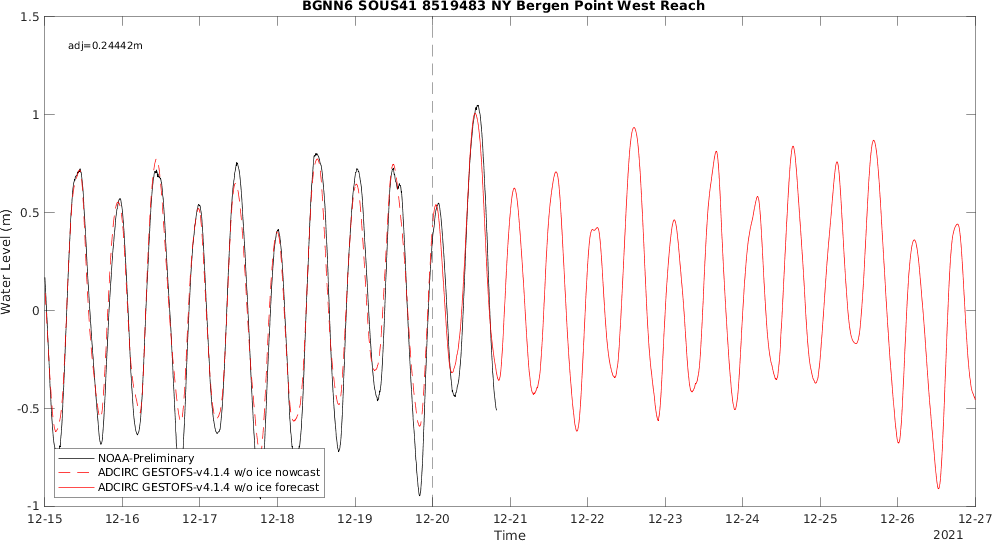 BGNN6 SOUS41 8519483 NY Bergen Point West Reach
adj=0.24442m
Water Level (m)
1.5
1
0.5
0
-0.5
-1
NOAA-Preliminary
ADCIRC GESTOFS-v4.1.4 w/o ice nowcast
ADCIRC GESTOFS-v4.1.4 w/o ice forecast
12-15 12-16 12-17 12-18 12-19 12-20 12-21 12-22 12-23 12-24 12-25 12-26 12-27
Time
2021